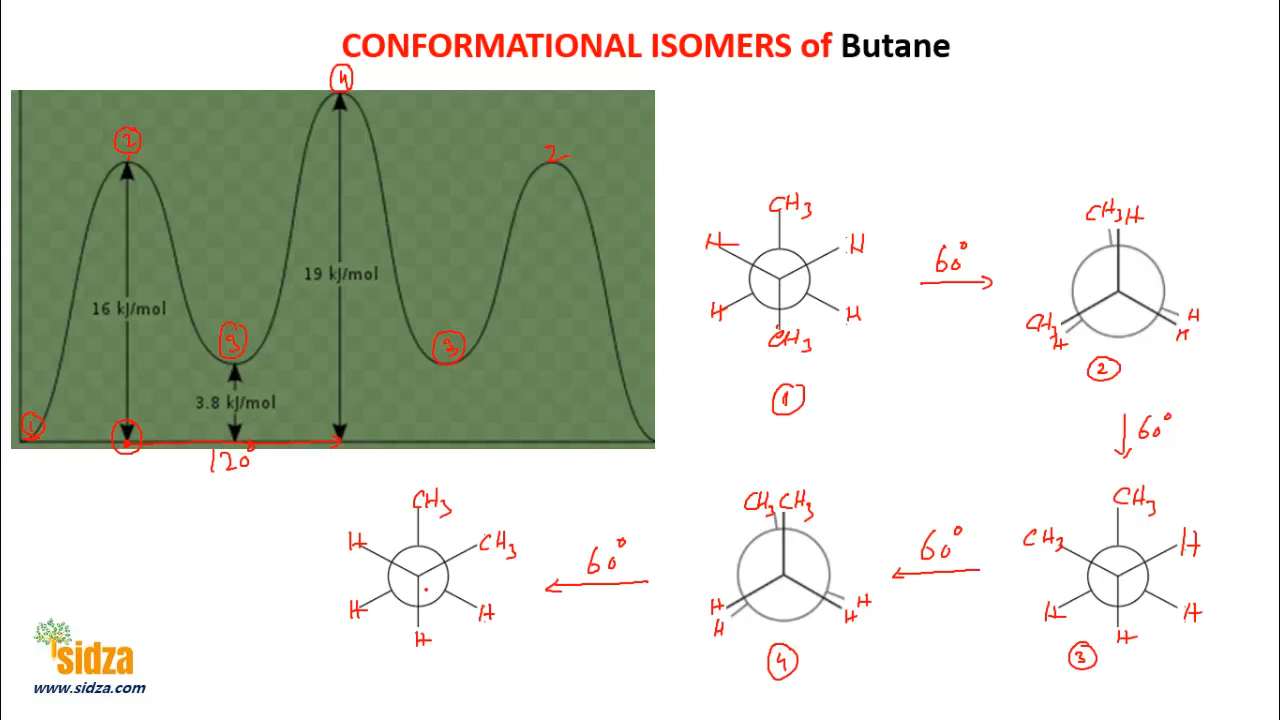 CONFORMATIONAL ISOMERS of Butane
4
2
2
19 kJ/mol
16 kJ/mol
3
3
3.8 kJ/mol
1
120°
CH3
H H
H H
CH3
1
60°
CH3 H
CH3 H
H H
2
60°
CH3
CH3 H
H H
H
3
60°
CH3 CH3
H H
H H
4
60°
CH3
H CH3
H H
H
sidza
www.sidza.com